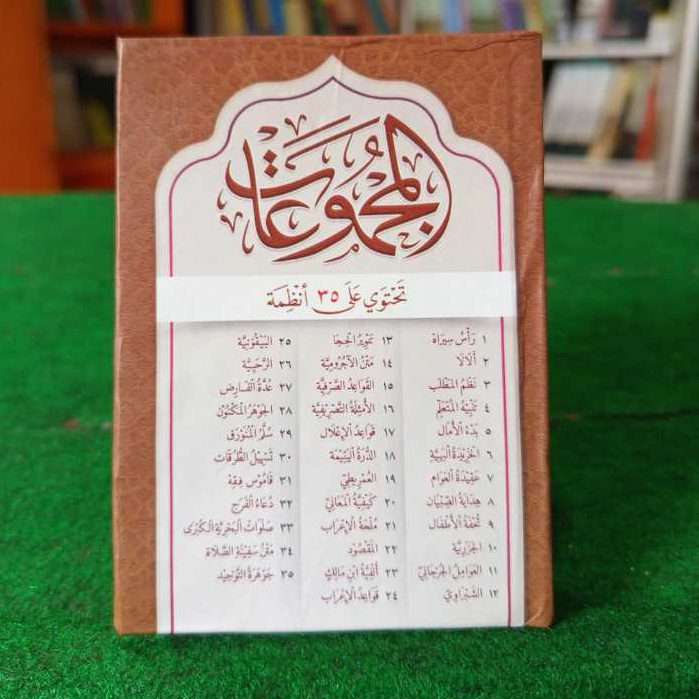 المجموعات
تحتوي على ٣٥ أنظمة
١ رأس سيراة
٢ ألالا
٣ نظم المطلب
٤ تنبيه المتعلم
٥ بدء الأمال
٦ الخريدة البهية
٧ عقيدة العوام
٨ هداية الصبيان
٩ تحفة الأطفال
١٠ الجزرية
١١ العوامل الجرجاني
١٢ الشبراوي
١٣ تنوير الحجا
١٤ متن الآجرومية
١٥ القواعد الصرفية
١٦ الأمثلة التصريفية
١٧ قواعد الإعلال
١٨ الدرة اليتيمة
١٩ العمريطي
٢٠ كيفية المعاني
٢١ ملحة الإعراب
٢٢ المقصود
٢٣ ألفية ابن مالك
٢٤ قواعد الإعراب
٢٥ البيقونية
٢٦ الرحبية
٢٧ عدة الفارض
٢٨ الجوهر المكنون
٢٩ سلم المنورق
٣٠ تسهيل الطرقات
٣١ قاموس فقه
٣٢ دعاء الفرج
٣٣ صلوات البحرية الكبرى
٣٤ متن سفينة الصلاة
٣٥ جوهرة التوحيد